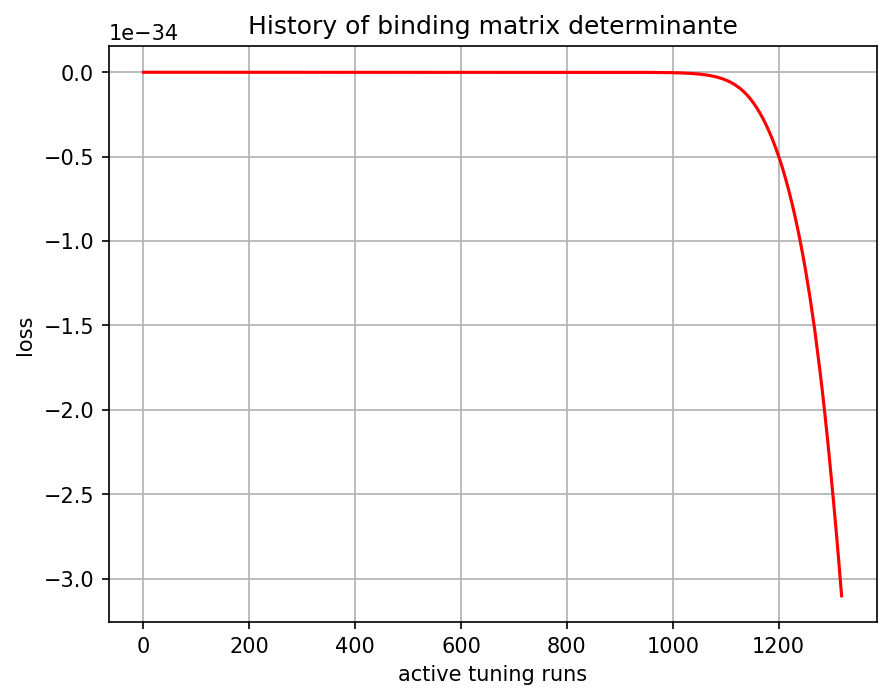 History of binding matrix determinante
1e−34
0.0
−0.5
−1.0
−1.5
−2.0
−2.5
−3.0
loss
0 200 400 600 800 1000 1200
active tuning runs